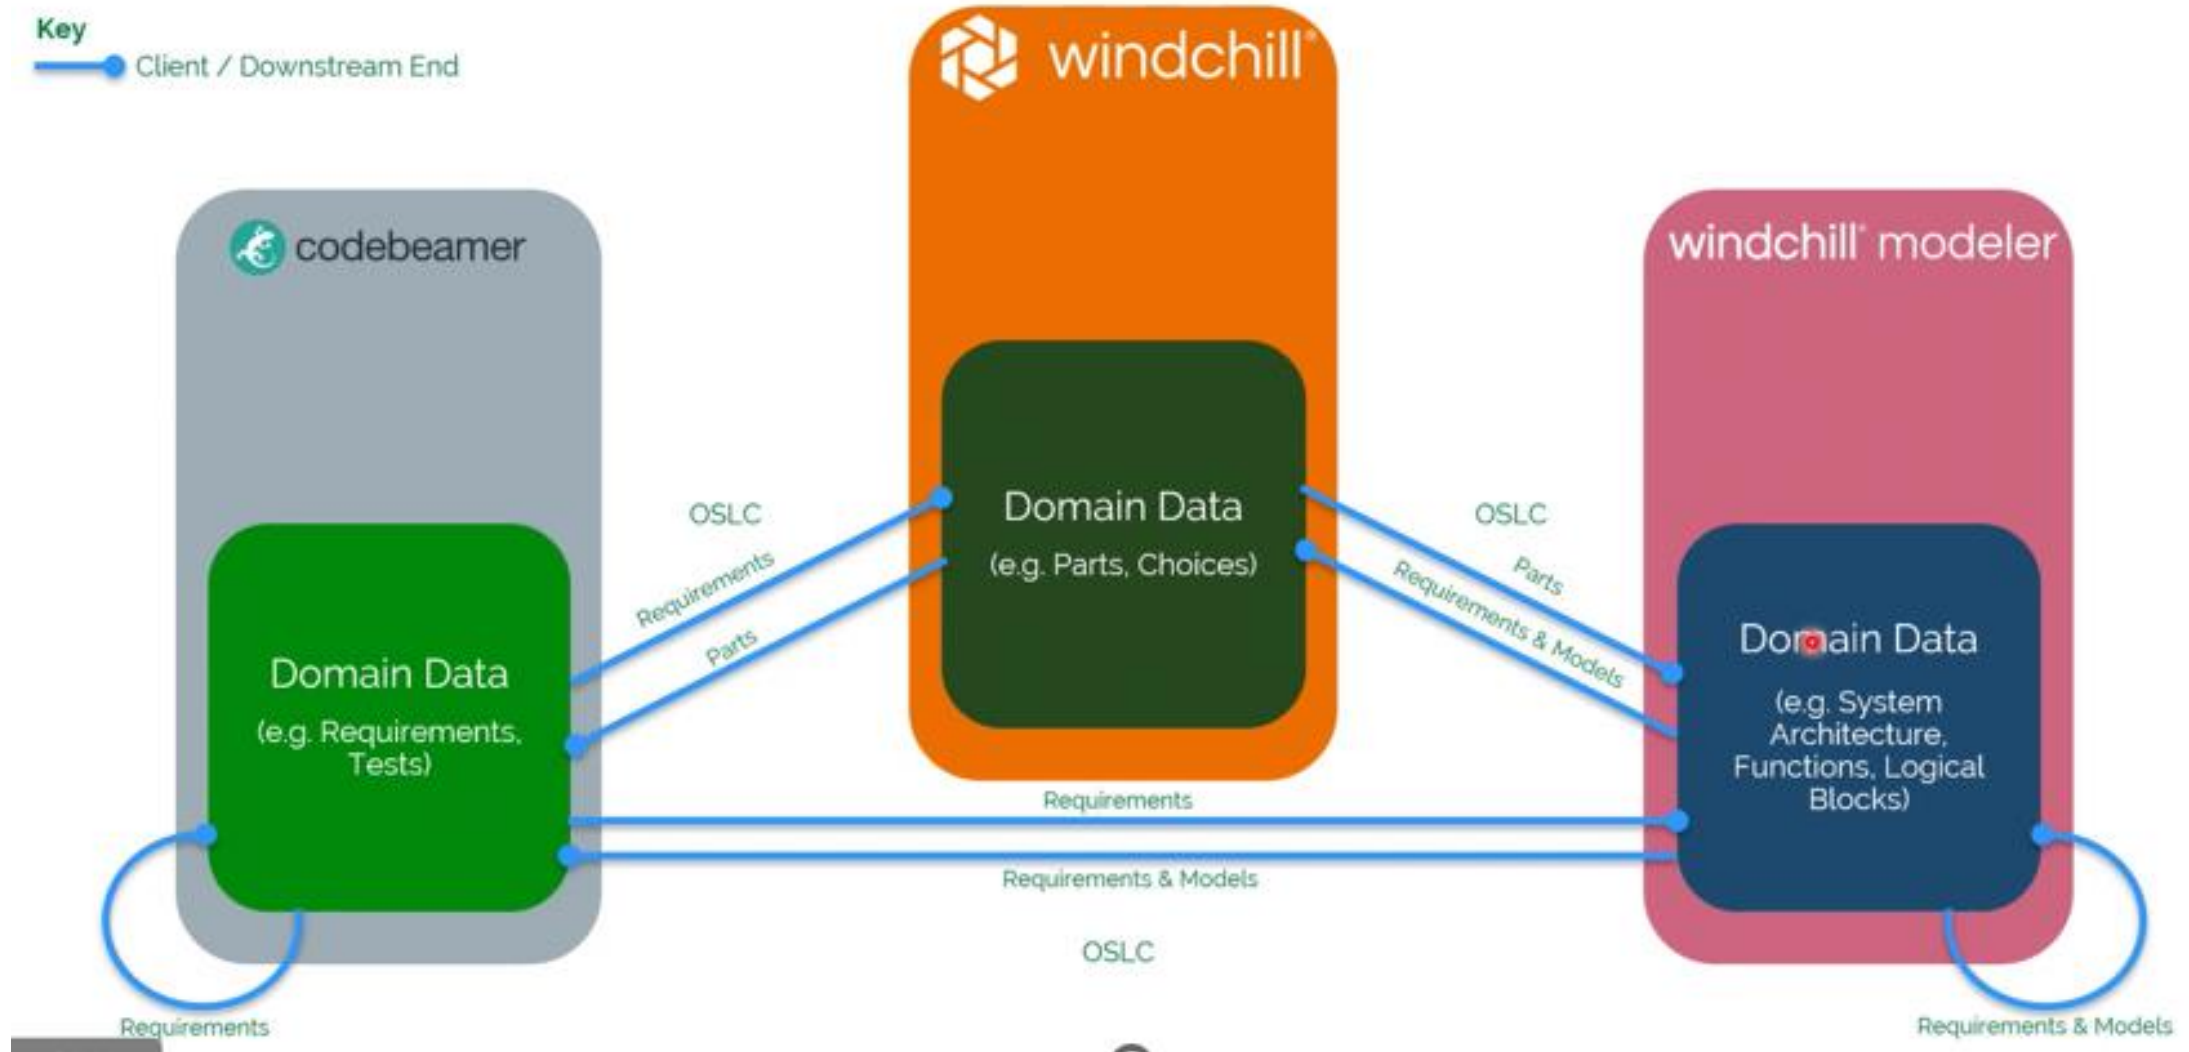 Key
Client / Downstream End
windchill®
codebeamer
windchill® modeler
OSLC
Requirements
Parts
Domain Data
(e.g. Parts, Choices)
OSLC
Parts
Requirements & Models
Domain Data
(e.g. Requirements,
Tests)
Domain Data
(e.g. System
Architecture,
Functions, Logical
Blocks)
Requirements
Requirements & Models
OSLC
Requirements
Requirements & Models